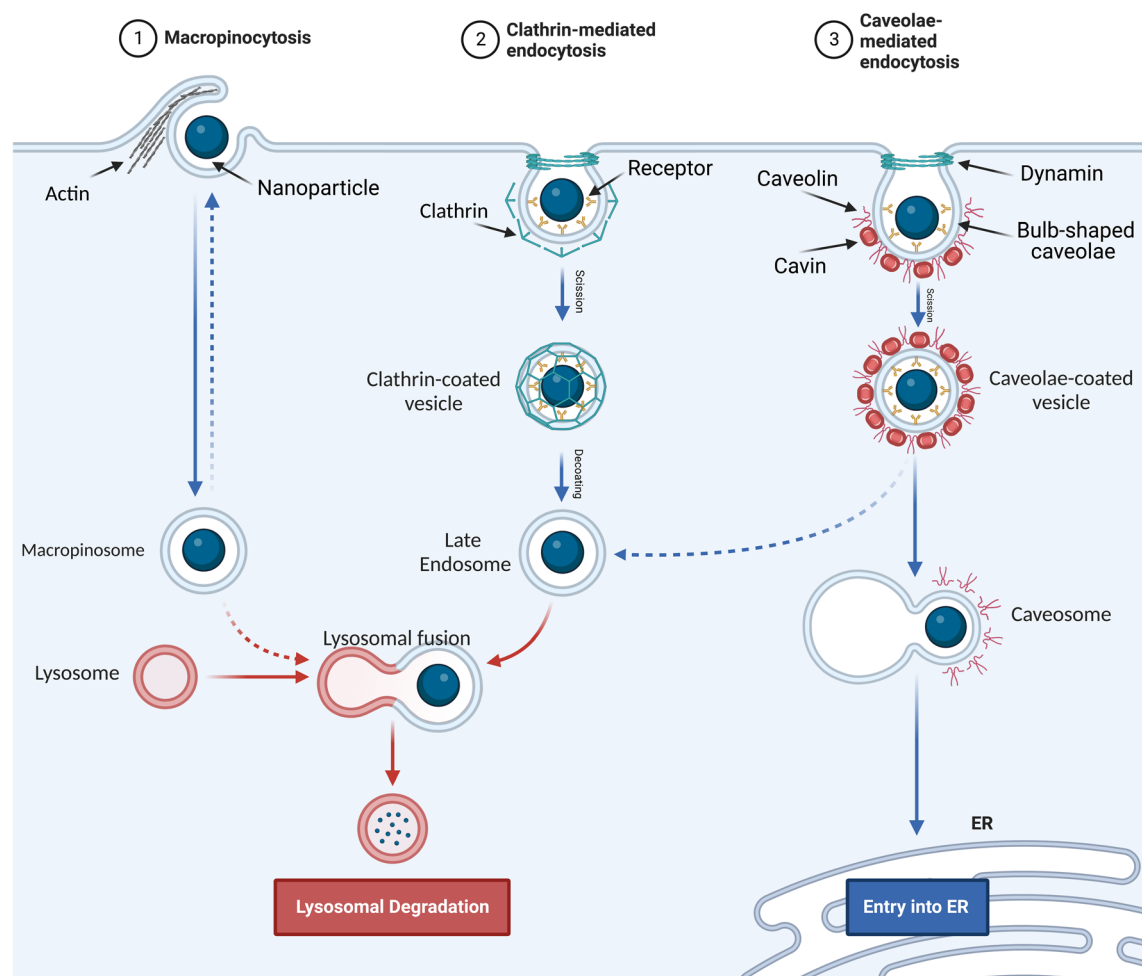 1
Macropinocytosis
2
Clathrin-mediated
endocytosis
3
Caveolae-
mediated
endocytosis
Actin
Nanoparticle
Clathrin
Receptor
Caveolin
Cavin
Dynamin
Bulb-shaped
caveolae
Scission
Scission
Clathrin-coated
vesicle
Caveolae-coated
vesicle
Decoating
Macropinosome
Late
Endosome
Caveosome
Lysosomal fusion
Lysosome
ER
Lysosomal Degradation
Entry into ER